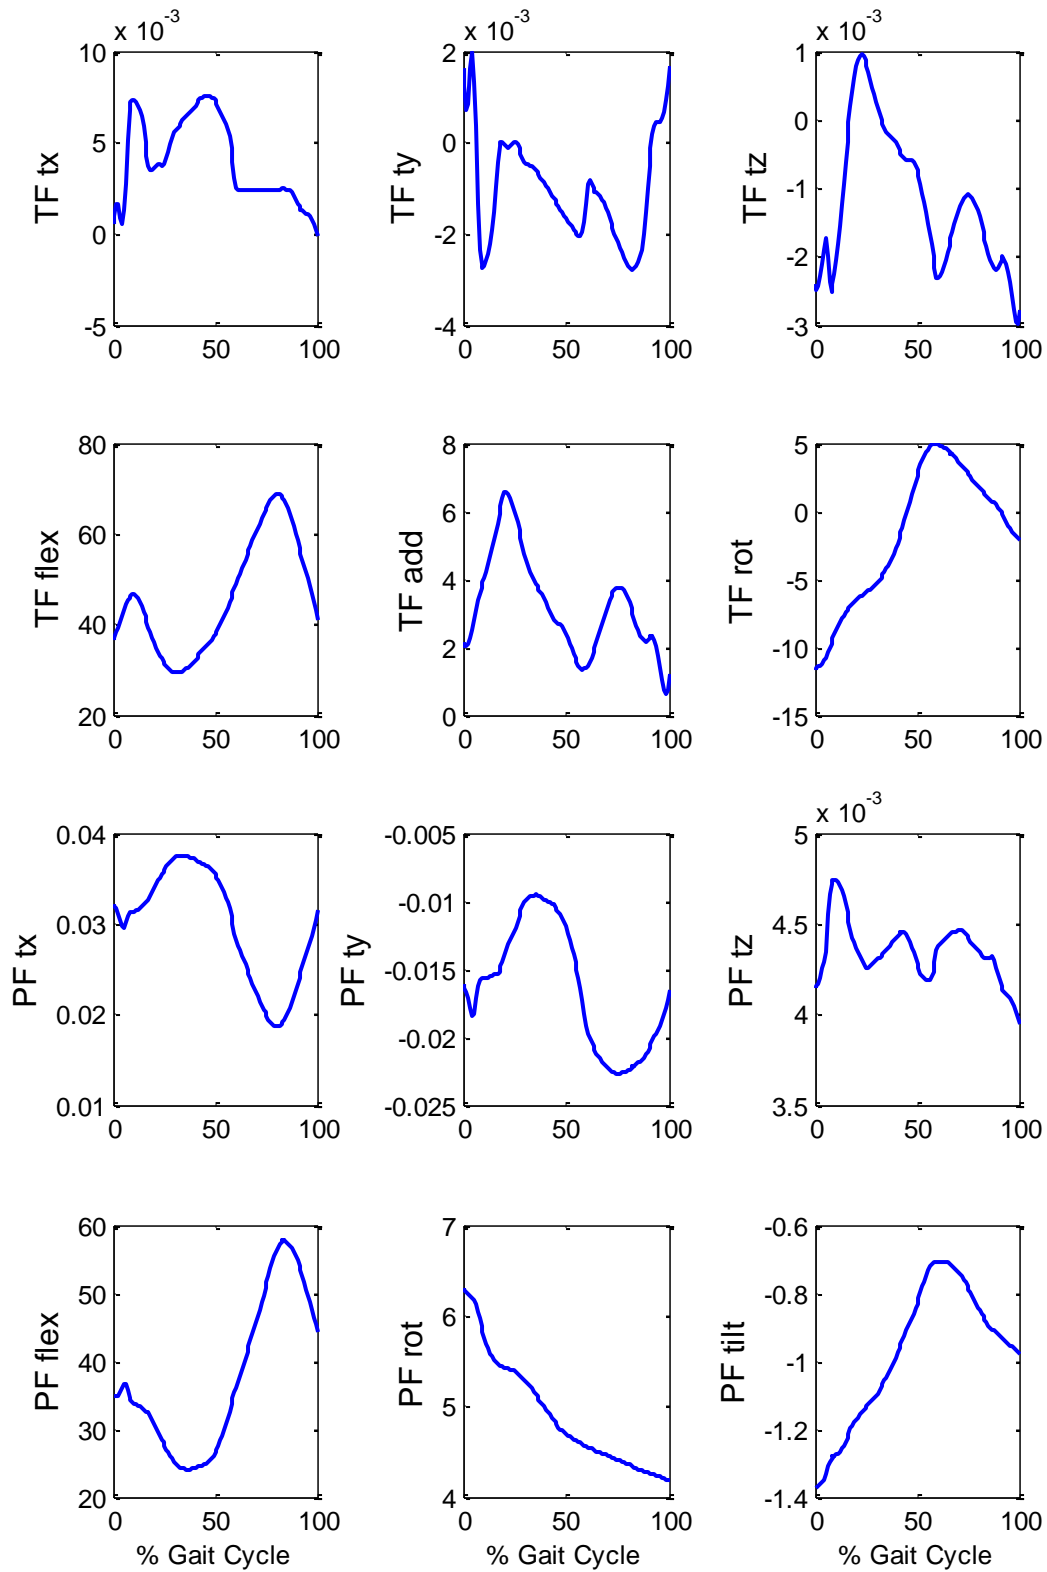 x 10-3
x 10-3
x 10-3
10
5
0
-5
TF tx
0 50 100
2
0
-2
-4
TF ty
0 50 100
1
0
-1
-2
-3
TF tz
0 50 100
80
60
40
20
TF flex
0 50 100
8
6
4
2
0
TF add
0 50 100
5
0
-5
-10
-15
TF rot
0 50 100
0.04
0.03
0.02
0.01
PF tx
0 50 100
-0.005
-0.01
-0.015
-0.02
-0.025
PF ty
0 50 100
x 10-3
5
4.5
4
3.5
PF tz
0 50 100
60
50
40
30
20
PF flex
0 50 100
% Gait Cycle
7
6
5
4
PF rot
0 50 100
% Gait Cycle
-0.6
-0.8
-1
-1.2
-1.4
PF tilt
0 50 100
% Gait Cycle